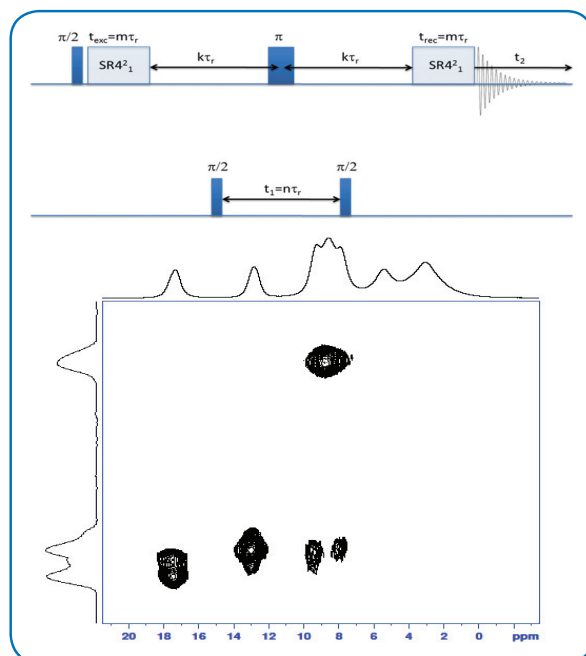 π/2 t_exc=mτ_r π t_rec=mτ_r
SR4²₁ kτ_r kτ_r SR4²₁ t₂
π/2 π/2
t₁=nτ_r
20 18 16 14 12 10 8 6 4 2 0 ppm